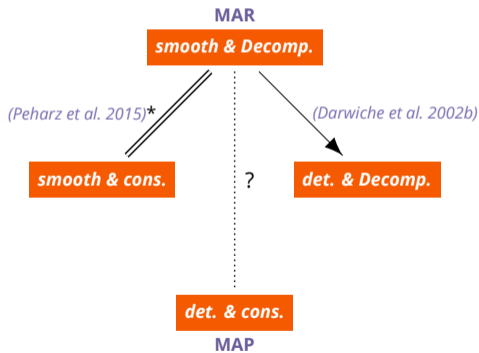 MAR
smooth & Decomp.
(Peharz et al. 2015)*
(Darwiche et al. 2002b)
smooth & cons.
?
det. & Decomp.
det. & cons.
MAP